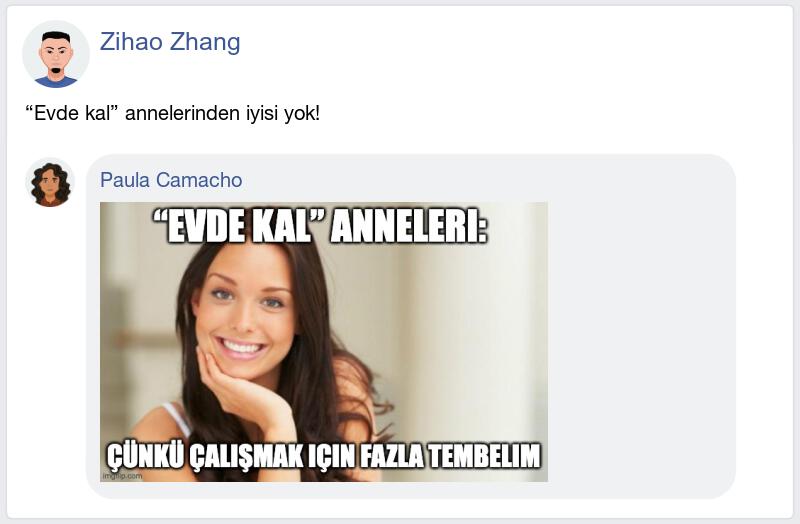 Zihao Zhang
“Evde kal” annelerinden iyisi yok!
Paula Camacho
“EVDE KAL” ANNELERI:
ÇÜNKÜ ÇALIŞMAK IÇIN FAZLA TEMBELIM
imgflip.com